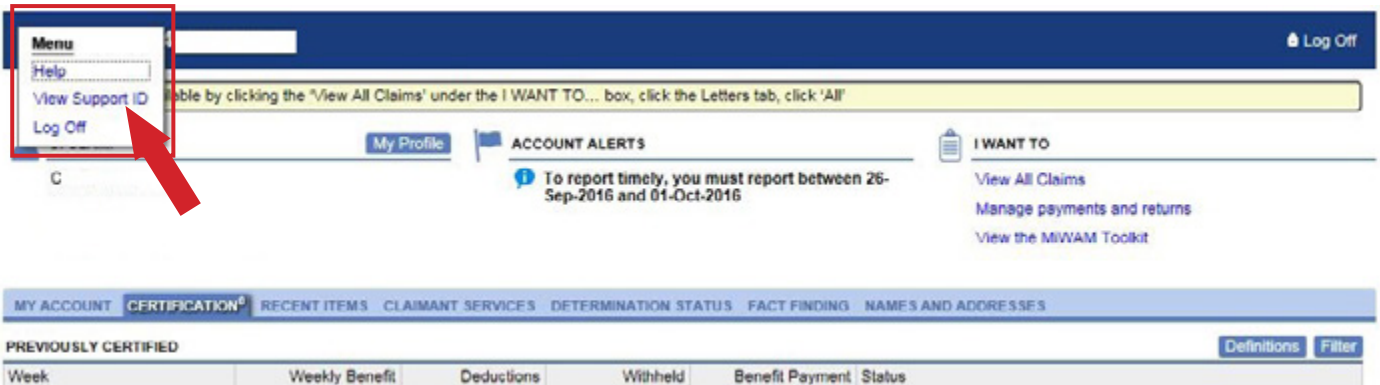 Menu
Log Off
Help
View Support ID
lable by clicking the 'View All Claims' under the I WANT TO... box, click the Letters tab, click 'All'
Log Off
My Profile
ACCOUNT ALERTS
I WANT TO
C
To report timely, you must report between 26-
Sep-2016 and 01-Oct-2016
View All Claims
Manage payments and returns
View the MiWAM Toolkit
MY ACCOUNT CERTIFICATION RECENT ITEMS CLAIMANT SERVICES DETERMINATION STATUS FACT FINDING NAMES AND ADDRESSES
PREVIOUSLY CERTIFIED
Definitions Filter
Week Weekly Benefit Deductions Withheld Benefit Payment Status